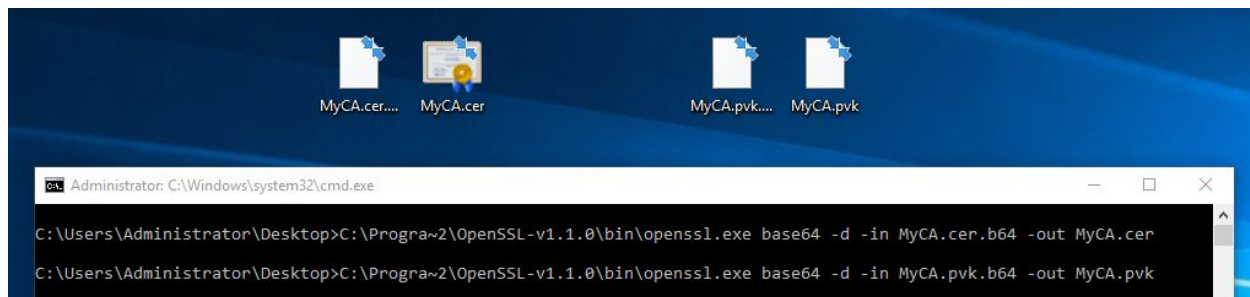 MyCA.cer....
MyCA.cer
MyCA.pvk....
MyCA.pvk
Administrator: C:\Windows\system32\cmd.exe
C:\Users\Administrator\Desktop>C:\Progra~2\OpenSSL-v1.1.0\bin\openssl.exe base64 -d -in MyCA.cer.b64 -out MyCA.cer
C:\Users\Administrator\Desktop>C:\Progra~2\OpenSSL-v1.1.0\bin\openssl.exe base64 -d -in MyCA.pvk.b64 -out MyCA.pvk